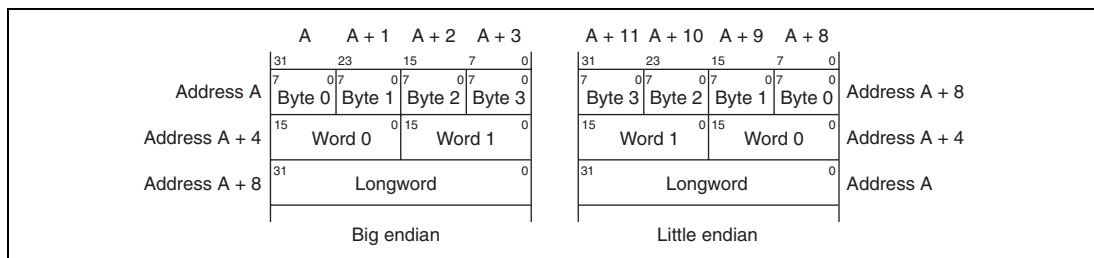 A A + 1 A + 2 A + 3 A + 11 A + 10 A + 9 A + 8
31 23 15 7 0 31 23 15 7 0
7 0 7 0 7 0 7 0 7 0 7 0 7 0 7 0
Address A Byte 0 Byte 1 Byte 2 Byte 3 Byte 3 Byte 2 Byte 1 Byte 0 Address A + 8
15 0 15 0 15 0 15 0
Address A + 4 Word 0 Word 1 Word 1 Word 0 Address A + 4
31 0 31 0
Address A + 8 Longword Longword Address A
Big endian Little endian